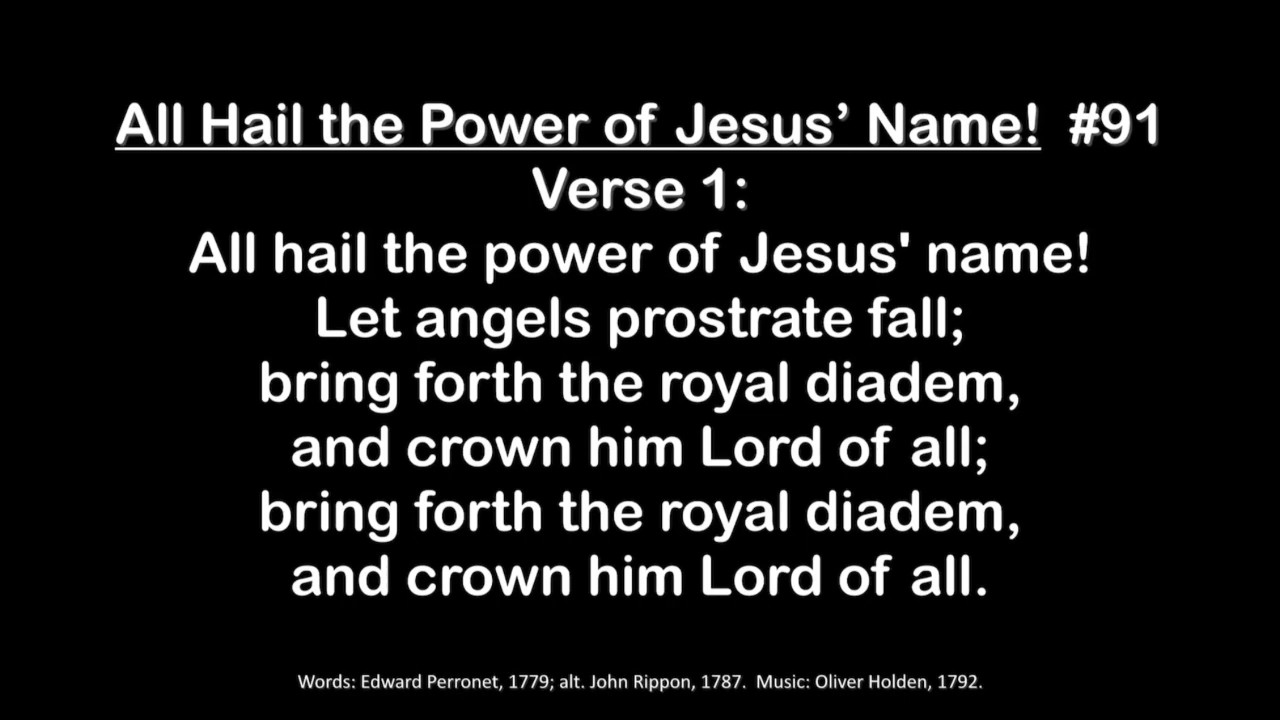 All Hail the Power of Jesus’ Name!  #91
Verse 1:
All hail the power of Jesus' name!
Let angels prostrate fall;
bring forth the royal diadem,
and crown him Lord of all;
bring forth the royal diadem,
and crown him Lord of all.
Words: Edward Perronet, 1779; alt. John Rippon, 1787.  Music: Oliver Holden, 1792.